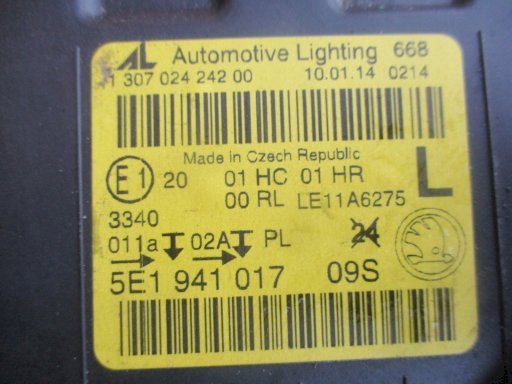 AL Automotive Lighting 668
1 307 024 242 00 10.01.14 0214
Made in Czech Republic
E1 20 01 HC 01 HR L
00 RL LE11A6275
3340
011a 02A PL 24
5E1 941 017 09S